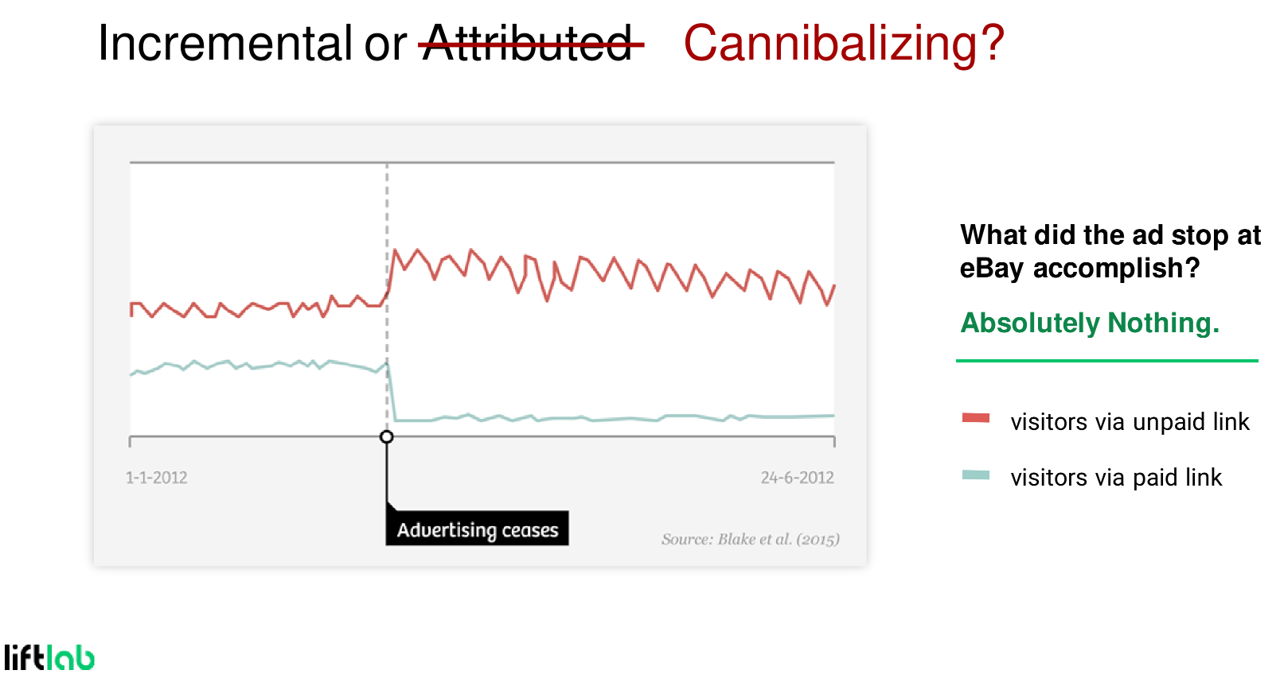 Incremental or Attributed Cannibalizing?
What did the ad stop at
eBay accomplish?
Absolutely Nothing.
visitors via unpaid link
visitors via paid link
1-1-2012
24-6-2012
Advertising ceases
Source: Blake et al. (2015)
liftlab